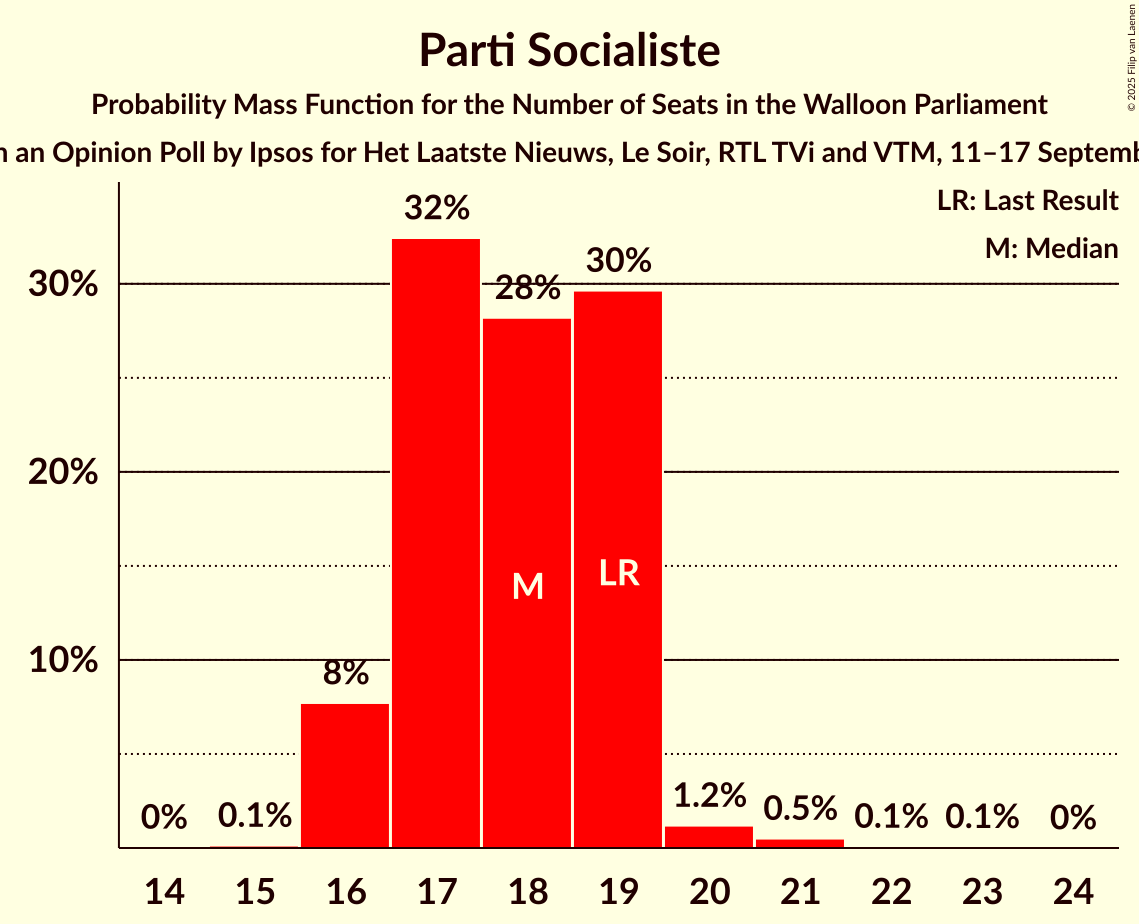 Parti Socialiste
Probability Mass Function for the Number of Seats in the Walloon Parliament
an Opinion Poll by Ipsos for Het Laatste Nieuws, Le Soir, RTL TVi and VTM, 11–17
LR: Last Result
M: Median
32%
30%
28%
30%
20%
M
LR
10%
8%
0%
0.1%
1.2%
0.5%
0.1%
0.1%
0%
14 15 16 17 18 19 20 21 22 23 24
© 2025 Filip van Laenen